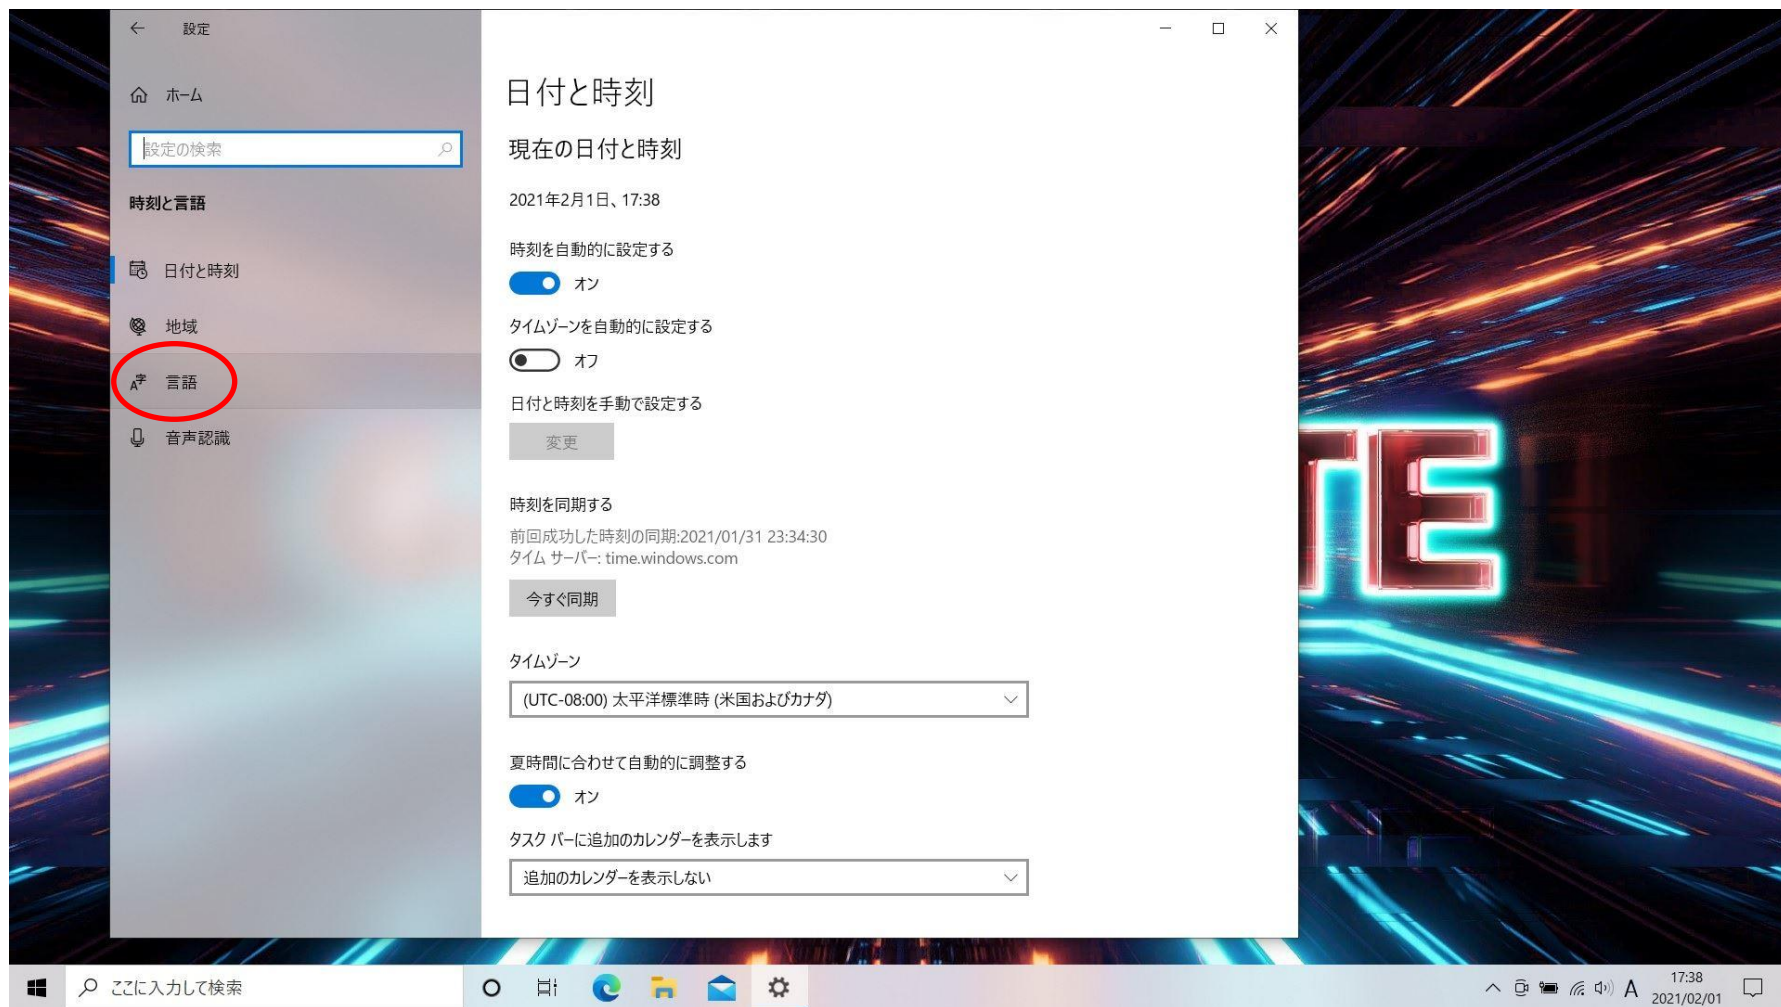 設定
ホーム
設定の検索
時刻と言語
日付と時刻
地域
言語
音声認識
日付と時刻
現在の日付と時刻
2021年2月1日、17:38
時刻を自動的に設定する
オン
タイムゾーンを自動的に設定する
オフ
日付と時刻を手動で設定する
変更
時刻を同期する
前回成功した時刻の同期:2021/01/31 23:34:30
タイム サーバー: time.windows.com
今すぐ同期
タイムゾーン
(UTC-08:00) 太平洋標準時 (米国およびカナダ)
夏時間に合わせて自動的に調整する
オン
タスク バーに追加のカレンダーを表示します
追加のカレンダーを表示しない
TE
ここに入力して検索
A
17:38
2021/02/01